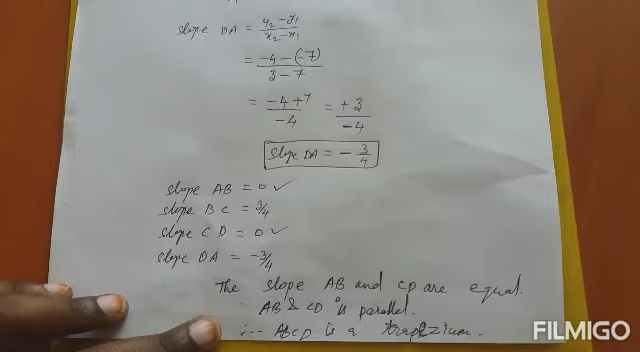 slope DA = y₂ - y₁ / x₂ - x₁
= -4 - (-7) / 3 - 7
= -4 + 7 / -4 = + 3 / -4
slope DA = - 3/4
slope AB = 0 ✓
slope BC = 3/4
slope CD = 0 ✓
slope DA = -3/4
The slope AB and CD are equal.
AB & CD is parallel.
∴ ABCD is a trapezium.
FILMIGO